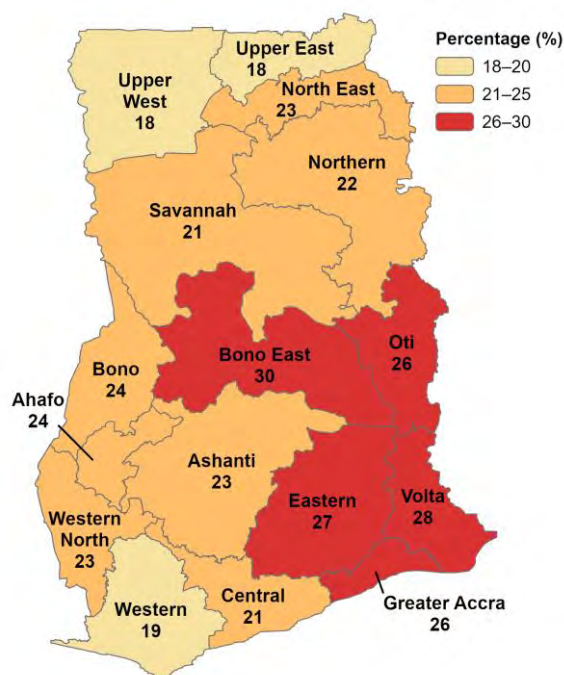 Upper East
18
Percentage (%)
18–20
21–25
26–30
Upper
West
18
North East
23
Northern
22
Savannah
21
Oti
26
Bono East
30
Bono
24
Ahafo
24
Ashanti
23
Eastern
27
Volta
28
Western
North
23
Central
21
Greater Accra
26
Western
19